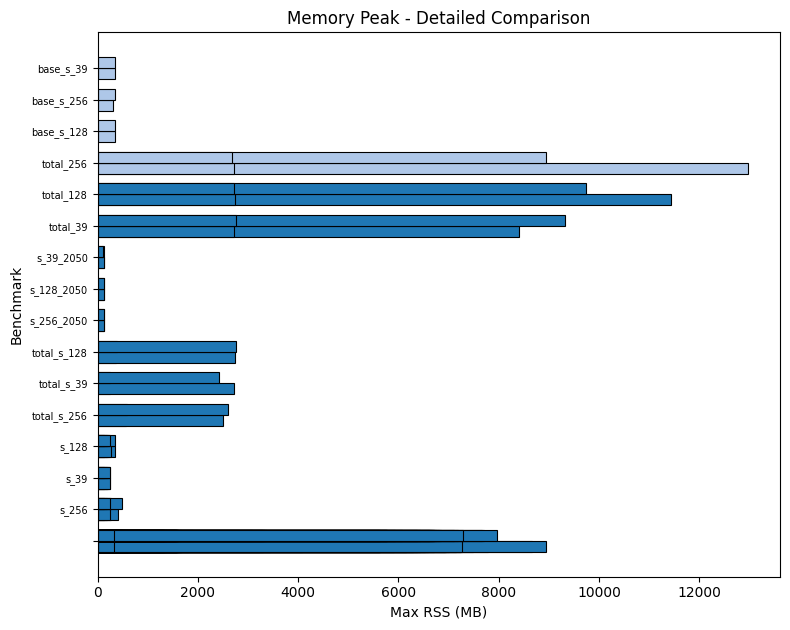 Memory Peak - Detailed Comparison
base_s_39
base_s_256
base_s_128
total_256
total_128
total_39
s_39_2050
s_128_2050
s_256_2050
total_s_128
total_s_39
total_s_256
s_128
s_39
s_256
Benchmark
0 2000 4000 6000 8000 10000 12000
Max RSS (MB)